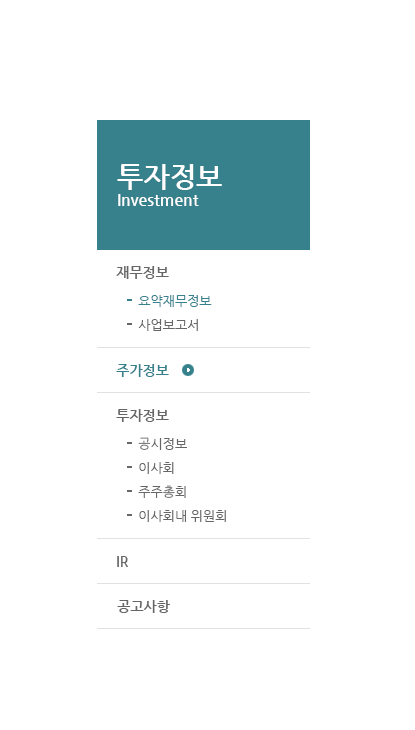 투자정보
Investment
재무정보
- 요약재무정보
- 사업보고서
주가정보
투자정보
- 공시정보
- 이사회
- 주주총회
- 이사회내 위원회
IR
공고사항